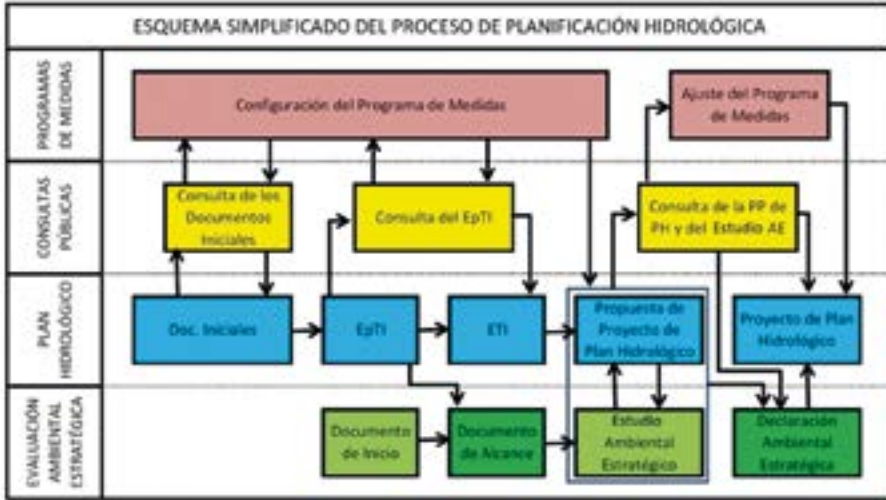 ESQUEMA SIMPLIFICADO DEL PROCESO DE PLANIFICACIÓN HIDROLÓGICA
PROGRAMAS
DE MEDIDAS
Configuración del Programa de Medidas
Ajuste del Programa
de Medidas
CONSULTAS
PÚBLICAS
Consulta de los
Documentos
Iniciales
Consulta del EpTI
Consulta de la PP de
PH y del Estudio AE
PLAN
HIDROLÓGICO
Doc. Iniciales
EpTI
ETI
Propuesta de
Proyecto de
Plan Hidrológico
Proyecto de Plan
Hidrológico
EVALUACIÓN
AMBIENTAL
ESTRATÉGICA
Documento
de Inicio
Documento
de Alcance
Estudio
Ambiental
Estratégico
Declaración
Ambiental
Estratégica